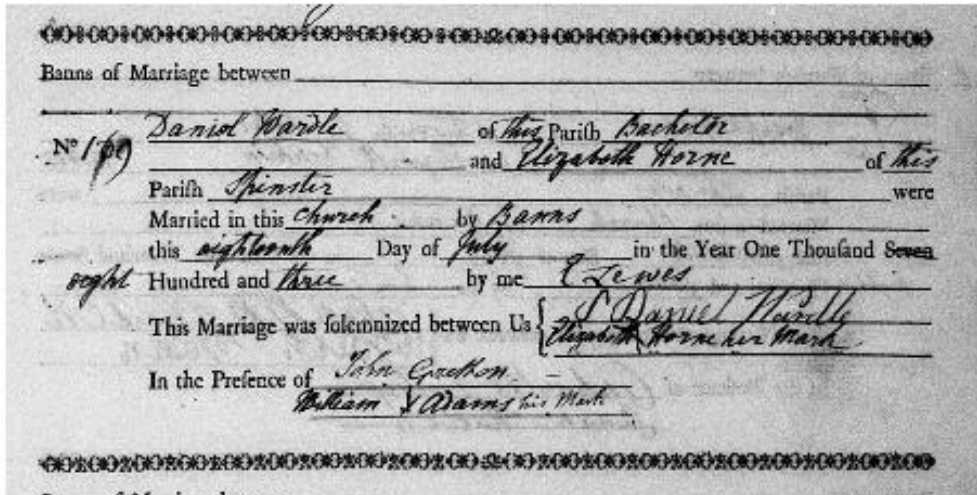 Banns of Marriage between
Nº 169 Daniel Wardle of this Pariſh Bachelor
and Elizabeth Horne of this
Pariſh Spinster were
Married in this Church by Banns
this eighteenth Day of July in the Year One Thouſand Seven
eight Hundred and three by me E Lewes
This Marriage was ſolemnized between Us { Daniel Wardle
Elizabeth Horne her Mark
In the Preſence of John
William X Adams his Mark